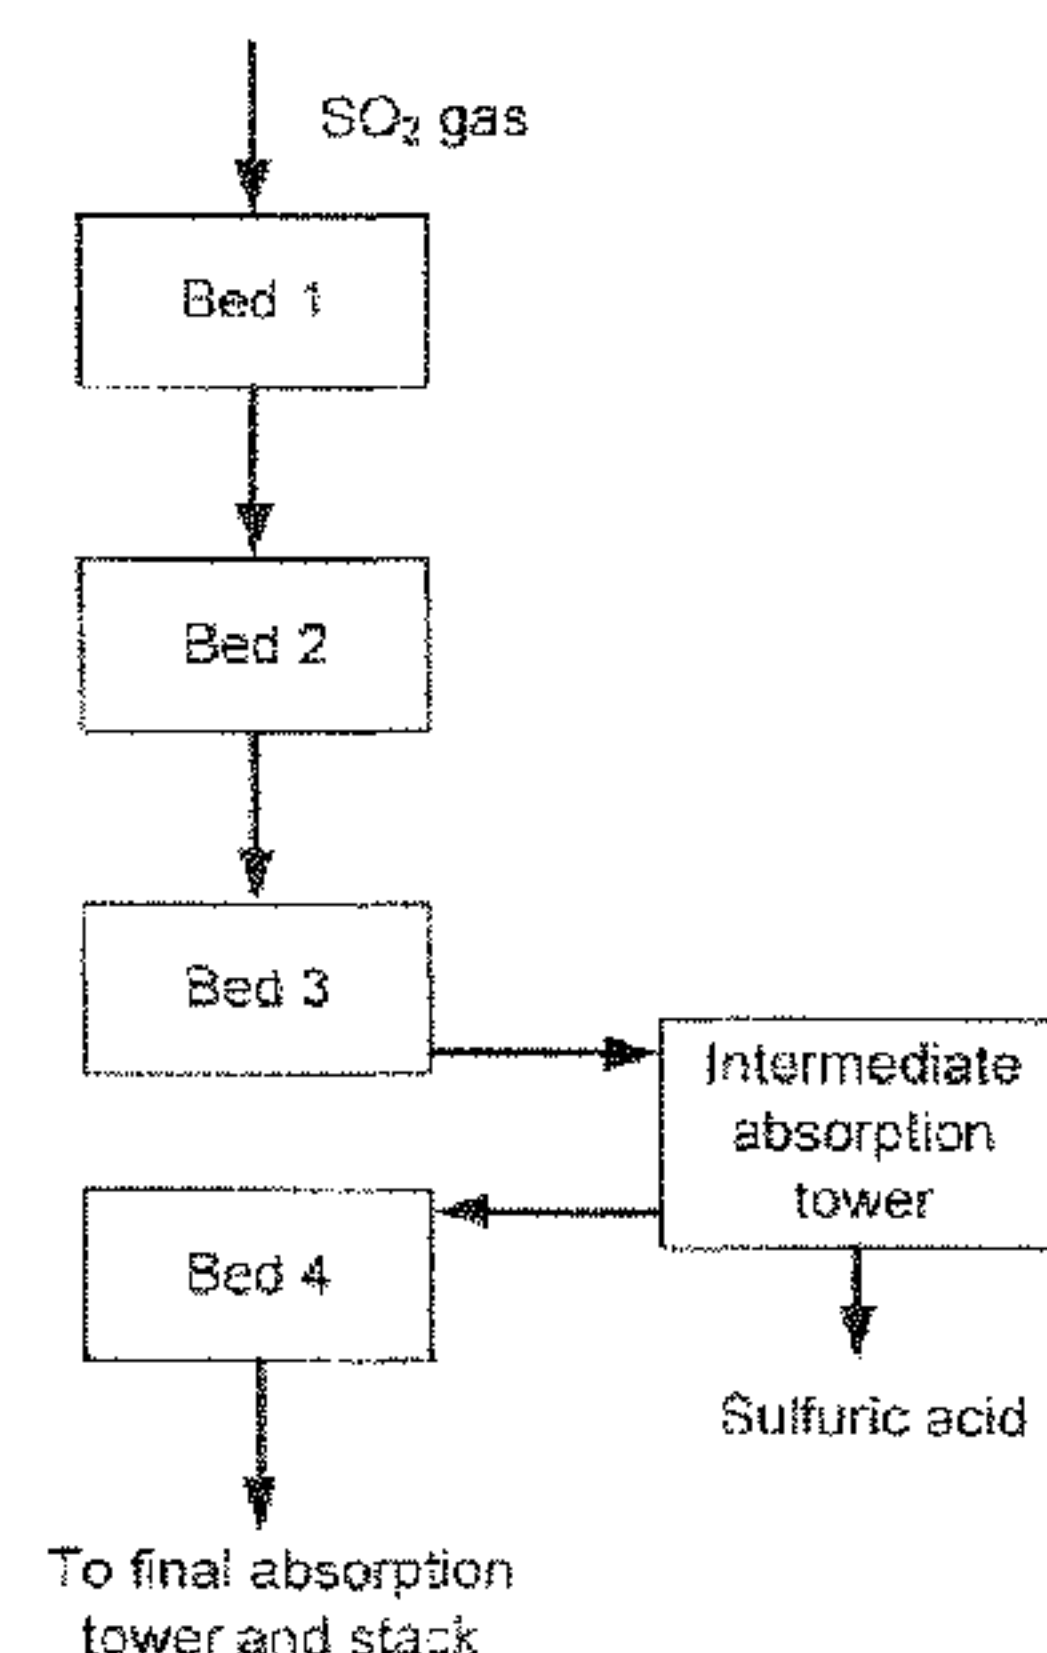 SO₂ gas
Bed 1
Bed 2
Bed 3
Intermediate
absorption
tower
Bed 4
Sulfuric acid
To final absorption
tower and stack